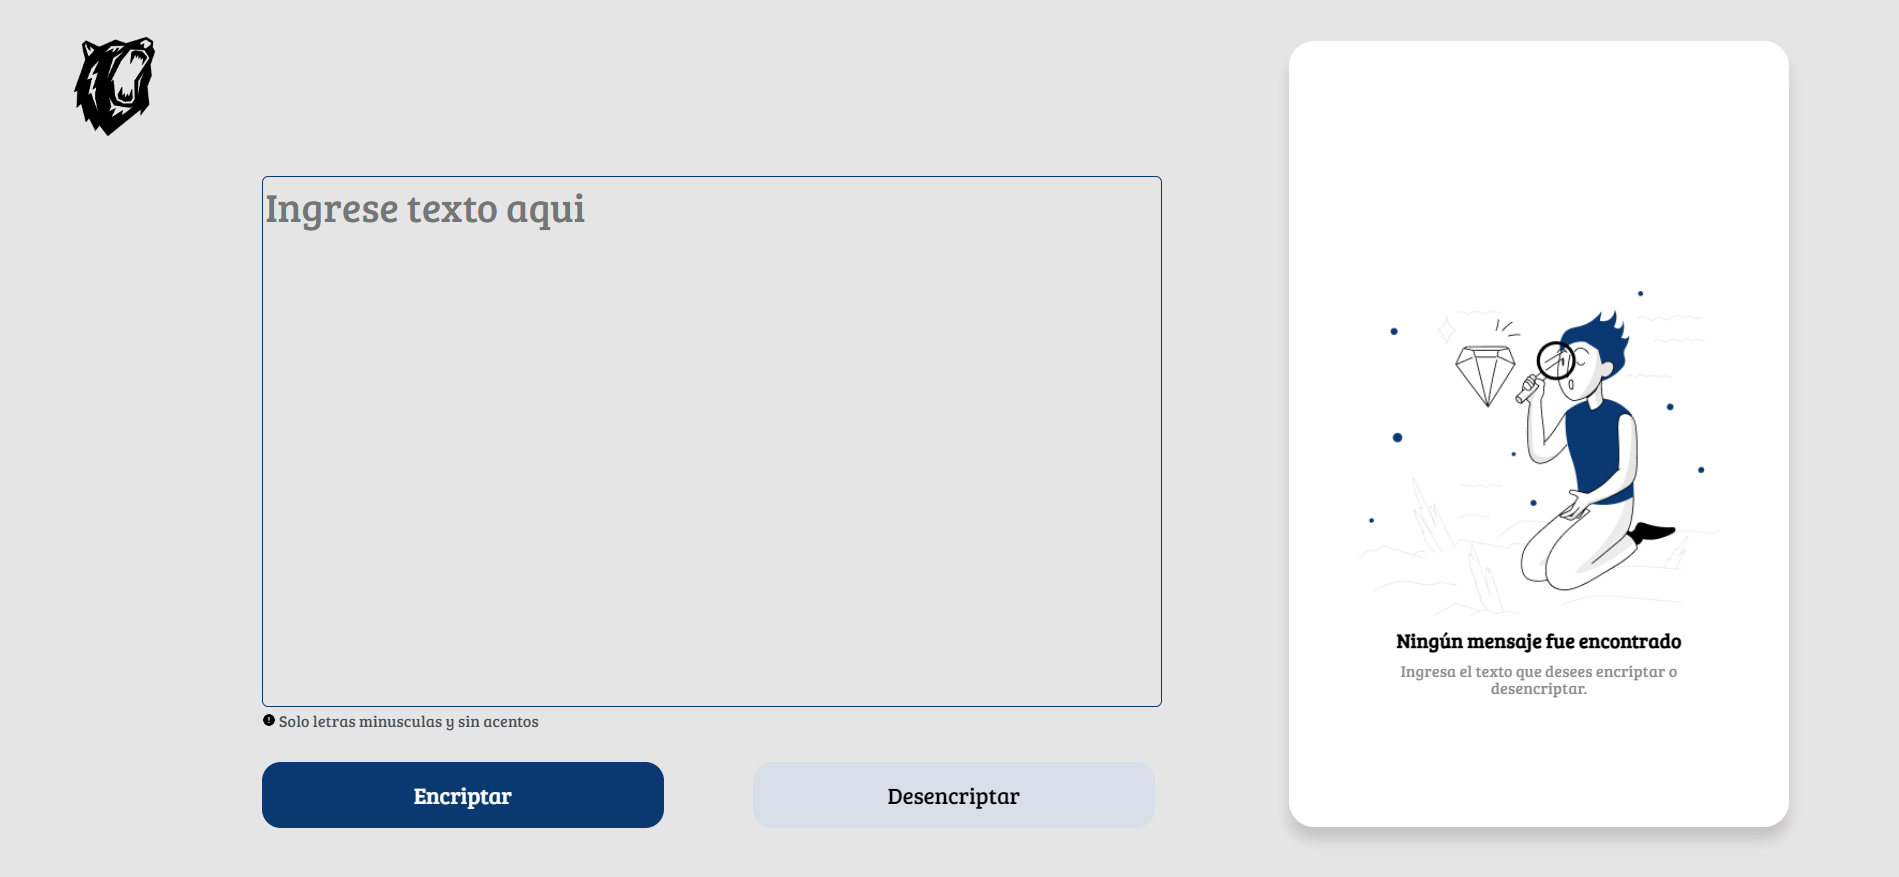 Ingrese texto aqui
Solo letras minusculas y sin acentos
Encriptar
Desencriptar
Ningún mensaje fue encontrado
Ingresa el texto que desees encriptar o
desencriptar.